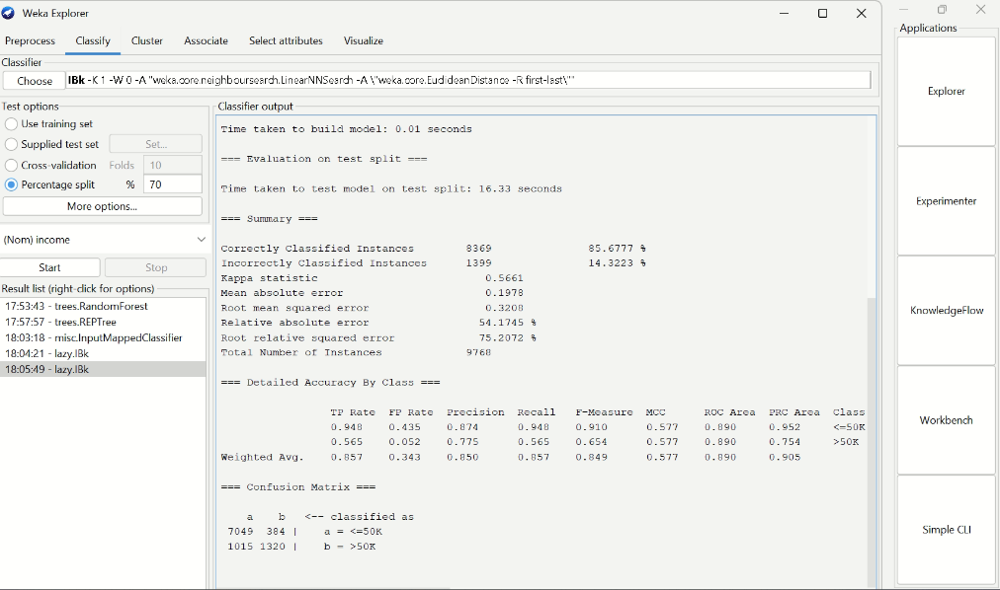 Weka Explorer
Preprocess Classify Cluster Associate Select attributes Visualize
Classifier
Choose IBk -K 1 -W 0 -A "weka.core.neighboursearch.LinearNNSearch -A \"weka.core.EuclideanDistance -R first-last\""
Test options
Use training set
Supplied test set Set...
Cross-validation Folds 10
Percentage split % 70
More options...
(Nom) income
Start Stop
Result list (right-click for options)
17:53:43 - trees.RandomForest
17:57:57 - trees.REPTree
18:03:18 - misc.InputMappedClassifier
18:04:21 - lazy.IBk
18:05:49 - lazy.IBk
Classifier output
Time taken to build model: 0.01 seconds
=== Evaluation on test split ===
Time taken to test model on test split: 16.33 seconds
=== Summary ===
Correctly Classified Instances 8369 85.6777 %
Incorrectly Classified Instances 1399 14.3223 %
Kappa statistic 0.5661
Mean absolute error 0.1978
Root mean squared error 0.3208
Relative absolute error 54.1745 %
Root relative squared error 75.2072 %
Total Number of Instances 9768
=== Detailed Accuracy By Class ===
TP Rate FP Rate Precision Recall F-Measure MCC ROC Area PRC Area Class
0.948 0.435 0.874 0.948 0.910 0.577 0.890 0.952 <=50K
0.565 0.052 0.775 0.565 0.654 0.577 0.890 0.754 >50K
Weighted Avg. 0.857 0.343 0.850 0.857 0.849 0.577 0.890 0.905
=== Confusion Matrix ===
a b <-- classified as
7049 384 | a = <=50K
1015 1320 | b = >50K
Applications
Explorer
Experimenter
KnowledgeFlow
Workbench
Simple CLI